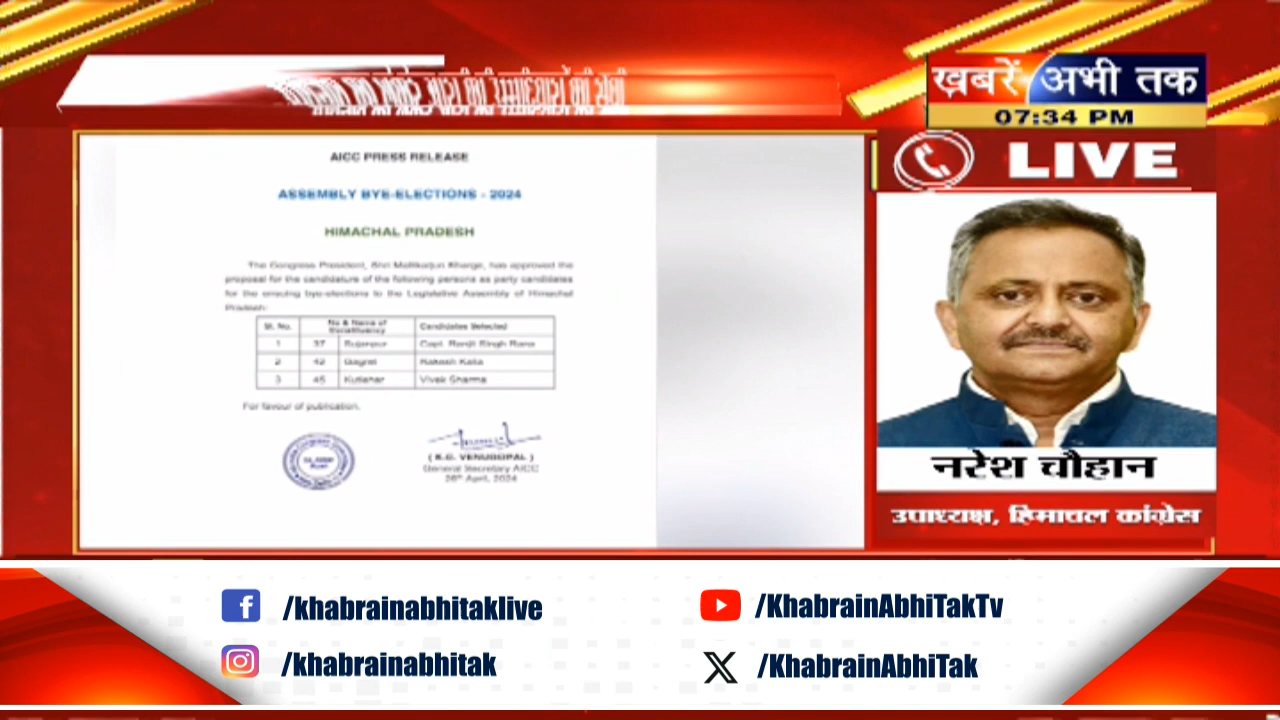 ख़बरें अभी तक
07:34 PM
LIVE
AICC PRESS RELEASE
ASSEMBLY BYE-ELECTIONS - 2024
HIMACHAL PRADESH
The Congress President, Shri Mallikarjun Kharge, has approved the
proposal for the candidature of the following persons as party candidates
for the ensuing bye-elections to the Legislative Assembly of Himachal
Pradesh:
Sl. No. No & Name of Constituency Candidates Selected
1 37 Sujanpur Capt. Ranjit Singh Rana
2 42 Gagret Rakesh Kalia
3 45 Kutlehar Vivek Sharma
For favour of publication.
( K.C. VENUGOPAL )
General Secretary AICC
26th April, 2024
नरेश चौहान
उपाध्यक्ष, हिमाचल कांग्रेस
/khabrainabhitaklive
/KhabrainAbhiTakTv
/khabrainabhitak
/KhabrainAbhiTak